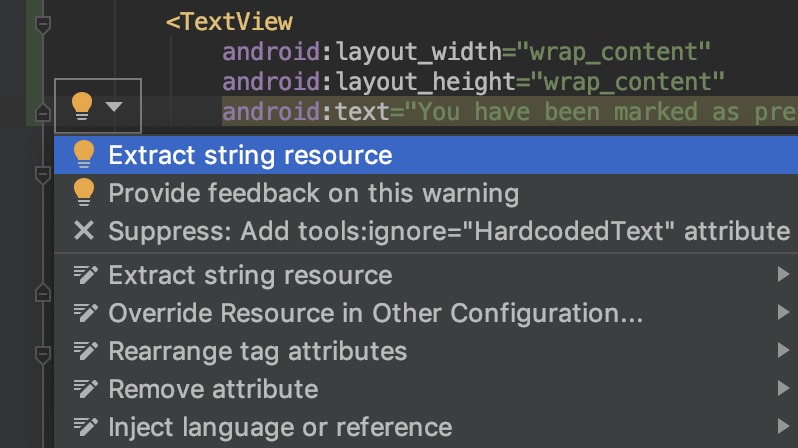 <TextView
android:layout_width="wrap_content"
android:layout_height="wrap_content"
android:text="You have been marked as pre
Extract string resource
Provide feedback on this warning
Suppress: Add tools:ignore="HardcodedText" attribute
Extract string resource
Override Resource in Other Configuration...
Rearrange tag attributes
Remove attribute
Inject language or reference